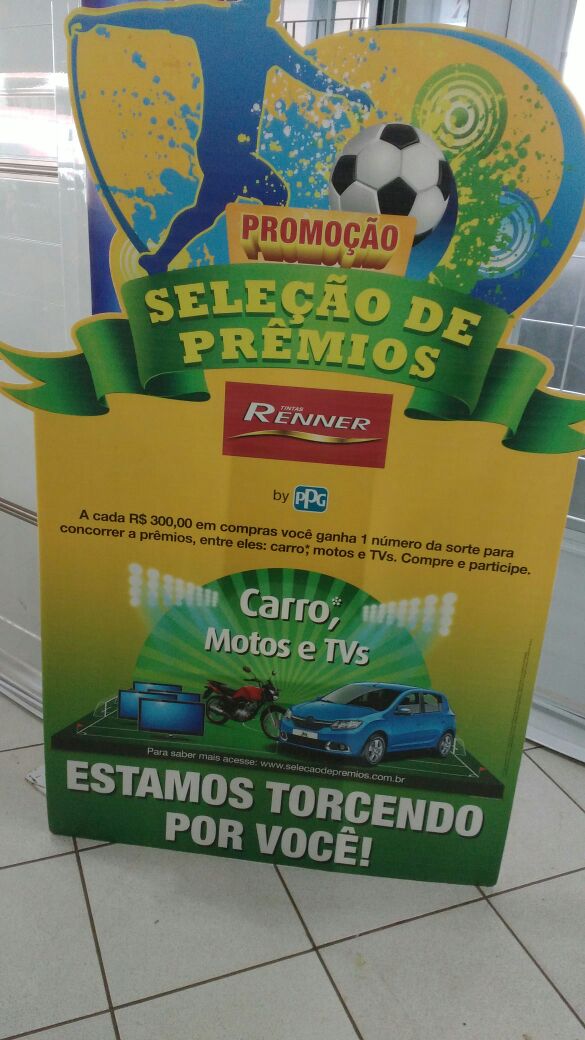 PROMOÇÃO
SELEÇÃO DE
PRÊMIOS
TINTAS
RENNER
by PPG
A cada R$ 300,00 em compras você ganha 1 número da sorte para
concorrer a prêmios, entre eles: carro*, motos e TVs. Compre e participe.
Carro*,
Motos e TVs
Para saber mais acesse: www.selecaodepremios.com.br
ESTAMOS TORCENDO
POR VOCÊ!